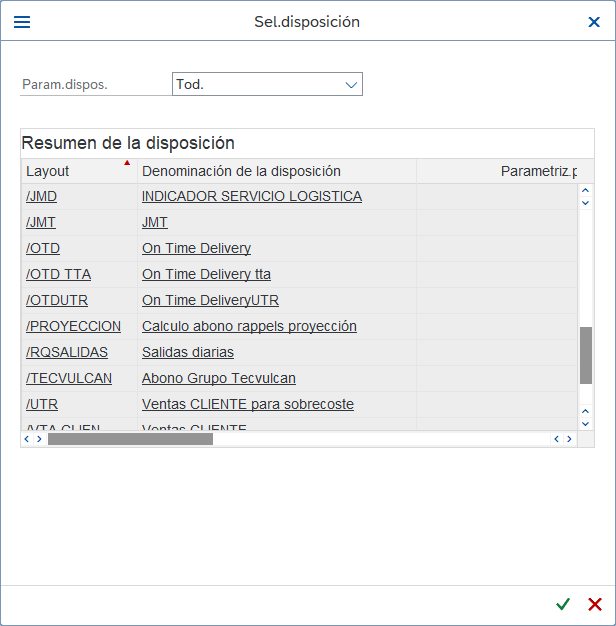 Sel.disposición
Param.dispos. Tod.
Resumen de la disposición
Layout Denominación de la disposición Parametriz.p
/JMD INDICADOR SERVICIO LOGISTICA
/JMT JMT
/OTD On Time Delivery
/OTD TTA On Time Delivery tta
/OTDUTR On Time DeliveryUTR
/PROYECCION Calculo abono rappels proyección
/RQSALIDAS Salidas diarias
/TECVULCAN Abono Grupo Tecvulcan
/UTR Ventas CLIENTE para sobrecoste
/VTA CLIEN Ventas CLIENTE